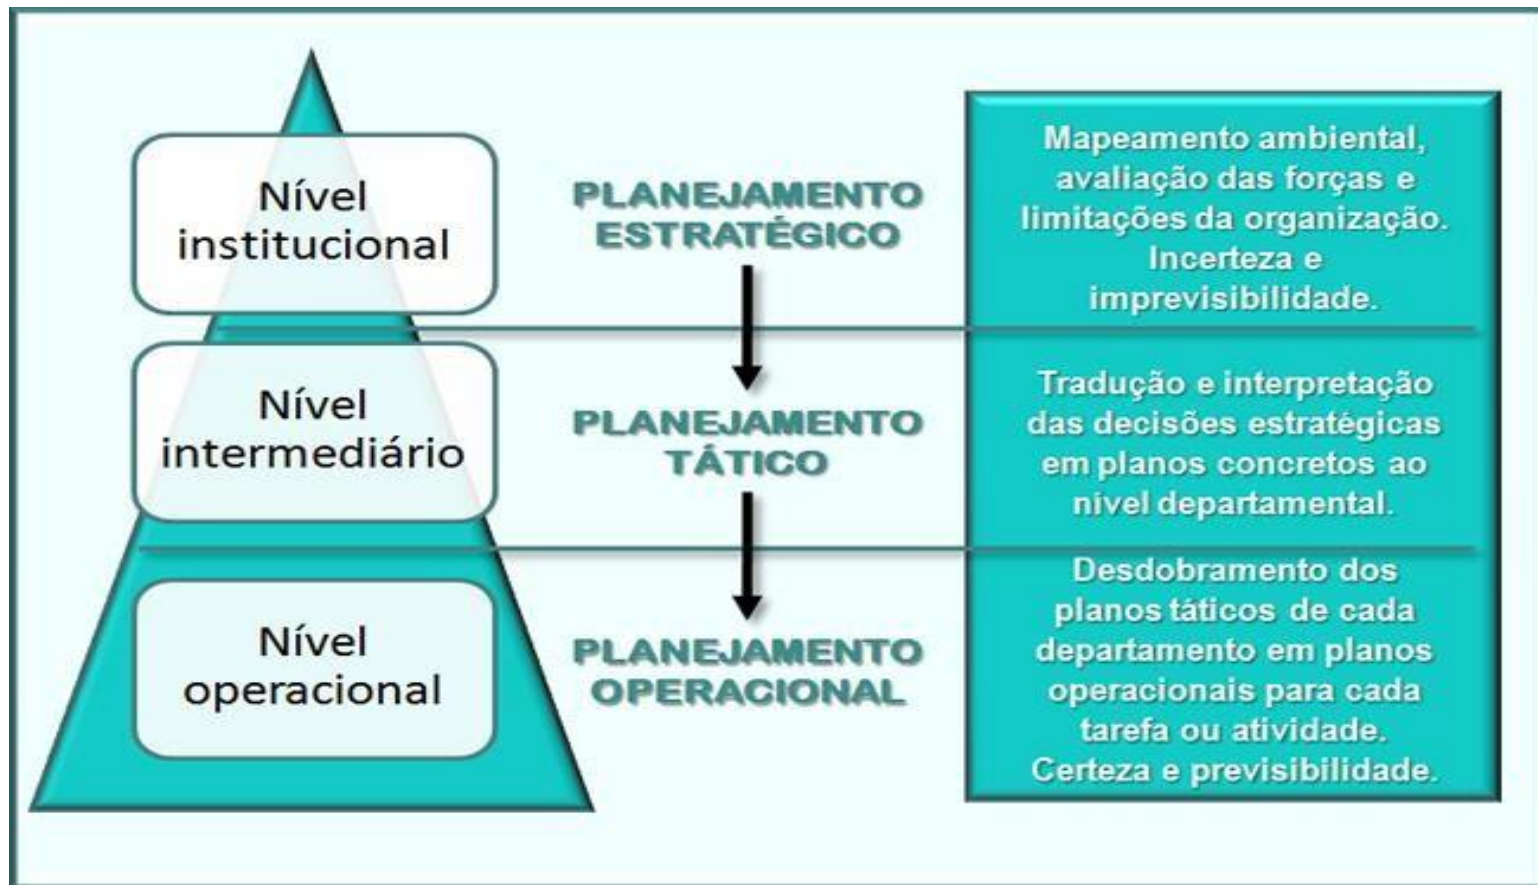 Nível
institucional
PLANEJAMENTO
ESTRATÉGICO
Mapeamento ambiental,
avaliação das forças e
limitações da organização.
Incerteza e
imprevisibilidade.
Nível
intermediário
PLANEJAMENTO
TÁTICO
Tradução e interpretação
das decisões estratégicas
em planos concretos ao
nível departamental.
Nível
operacional
PLANEJAMENTO
OPERACIONAL
Desdobramento dos
planos táticos de cada
departamento em planos
operacionais para cada
tarefa ou atividade.
Certeza e previsibilidade.